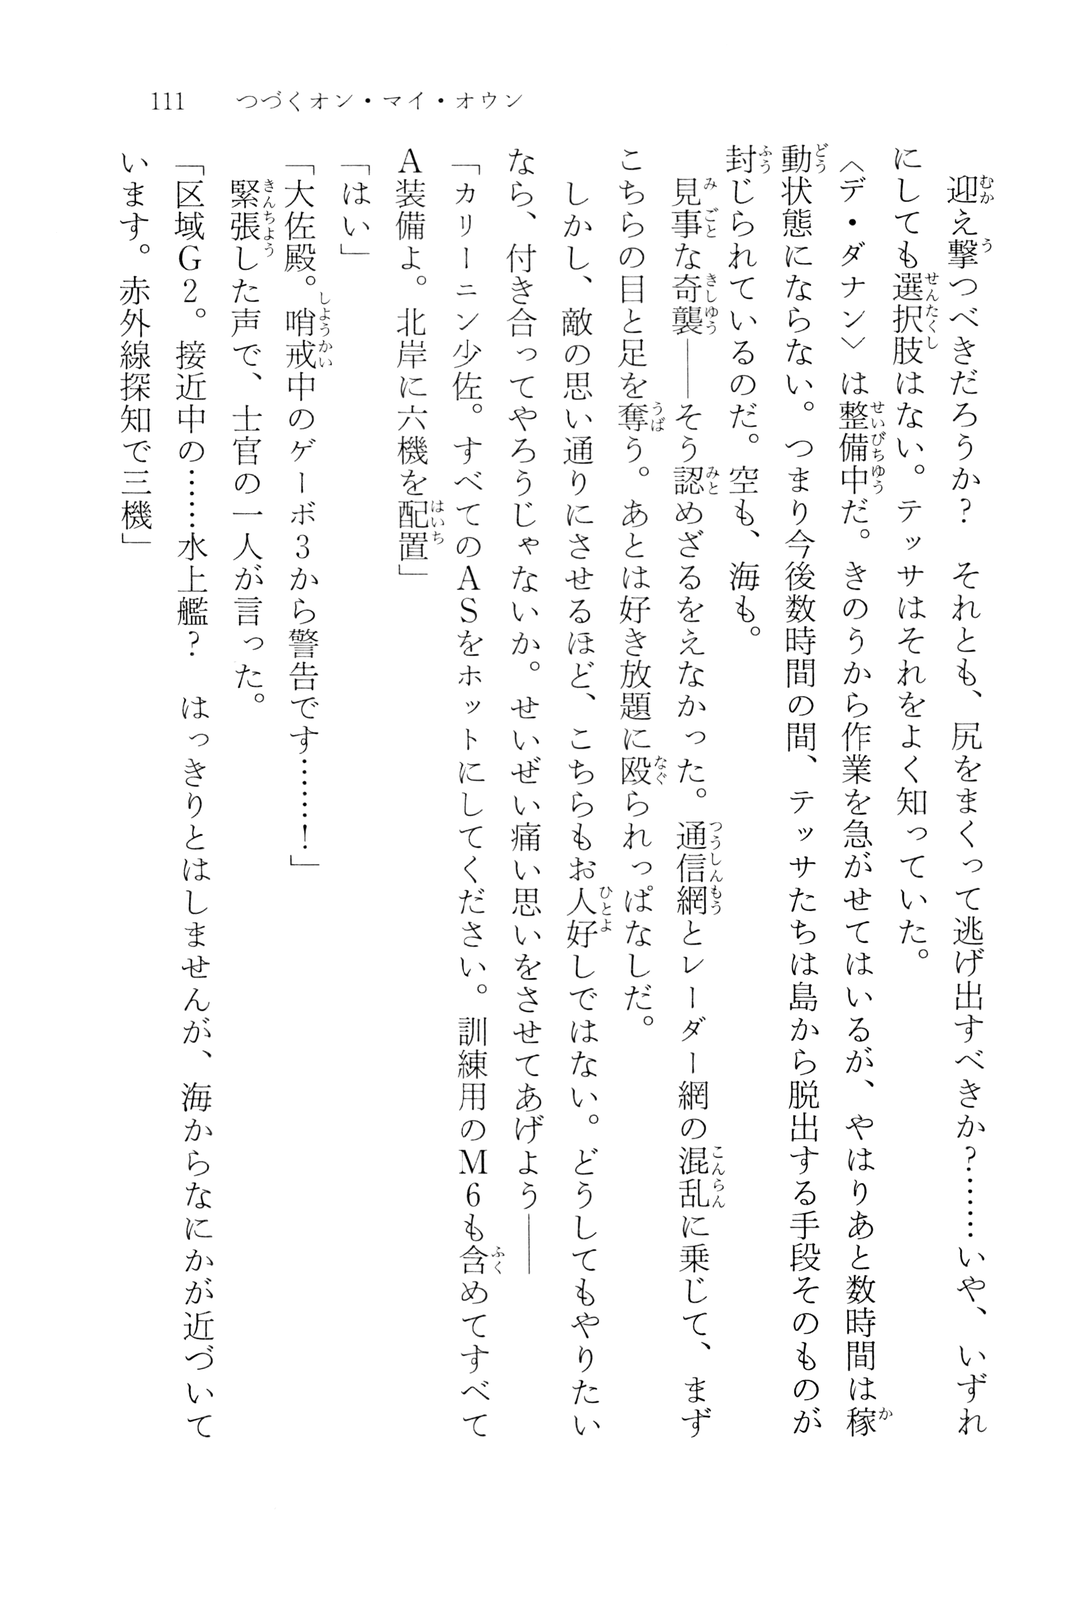 111　つづくオン・マイ・オウン
　迎え撃つべきだろうか？　それとも、尻をまくって逃げ出すべきか？……いや、いずれ
にしても選択肢はない。テッサはそれをよく知っていた。
〈デ・ダナン〉は整備中だ。きのうから作業を急がせてはいるが、やはりあと数時間は稼
動状態にならない。つまり今後数時間の間、テッサたちは島から脱出する手段そのものが
封じられているのだ。空も、海も。
　見事な奇襲――そう認めざるをえなかった。通信網とレーダー網の混乱に乗じて、まず
こちらの目と足を奪う。あとは好き放題に殴られっぱなしだ。
　しかし、敵の思い通りにさせるほど、こちらもお人好しではない。どうしてもやりたい
なら、付き合ってやろうじゃないか。せいぜい痛い思いをさせてあげよう――
「カリーニン少佐。すべてのＡＳをホットにしてください。訓練用のＭ６も含めてすべて
Ａ装備よ。北岸に六機を配置」
「はい」
「大佐殿。哨戒中のゲーボ３から警告です……！」
　緊張した声で、士官の一人が言った。
「区域Ｇ２。接近中の……水上艦？　はっきりとはしませんが、海からなにかが近づいて
います。赤外線探知で三機」